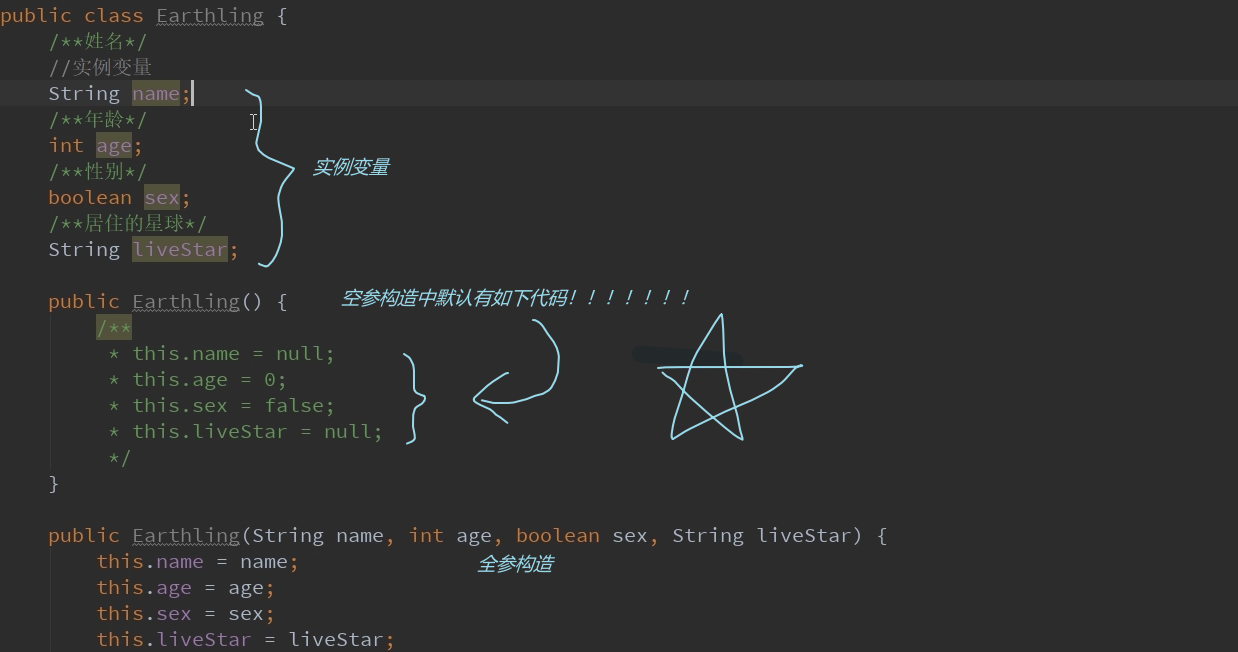 public class Earthling {
/**姓名*/
//实例变量
String name;
/**年龄*/
int age;
实例变量
/**性别*/
boolean sex;
/**居住的星球*/
String liveStar;
public Earthling() {
空参构造中默认有如下代码！！！！！！！
/**
* this.name = null;
* this.age = 0;
* this.sex = false;
* this.liveStar = null;
*/
}
public Earthling(String name, int age, boolean sex, String liveStar) {
this.name = name;
全参构造
this.age = age;
this.sex = sex;
this.liveStar = liveStar;